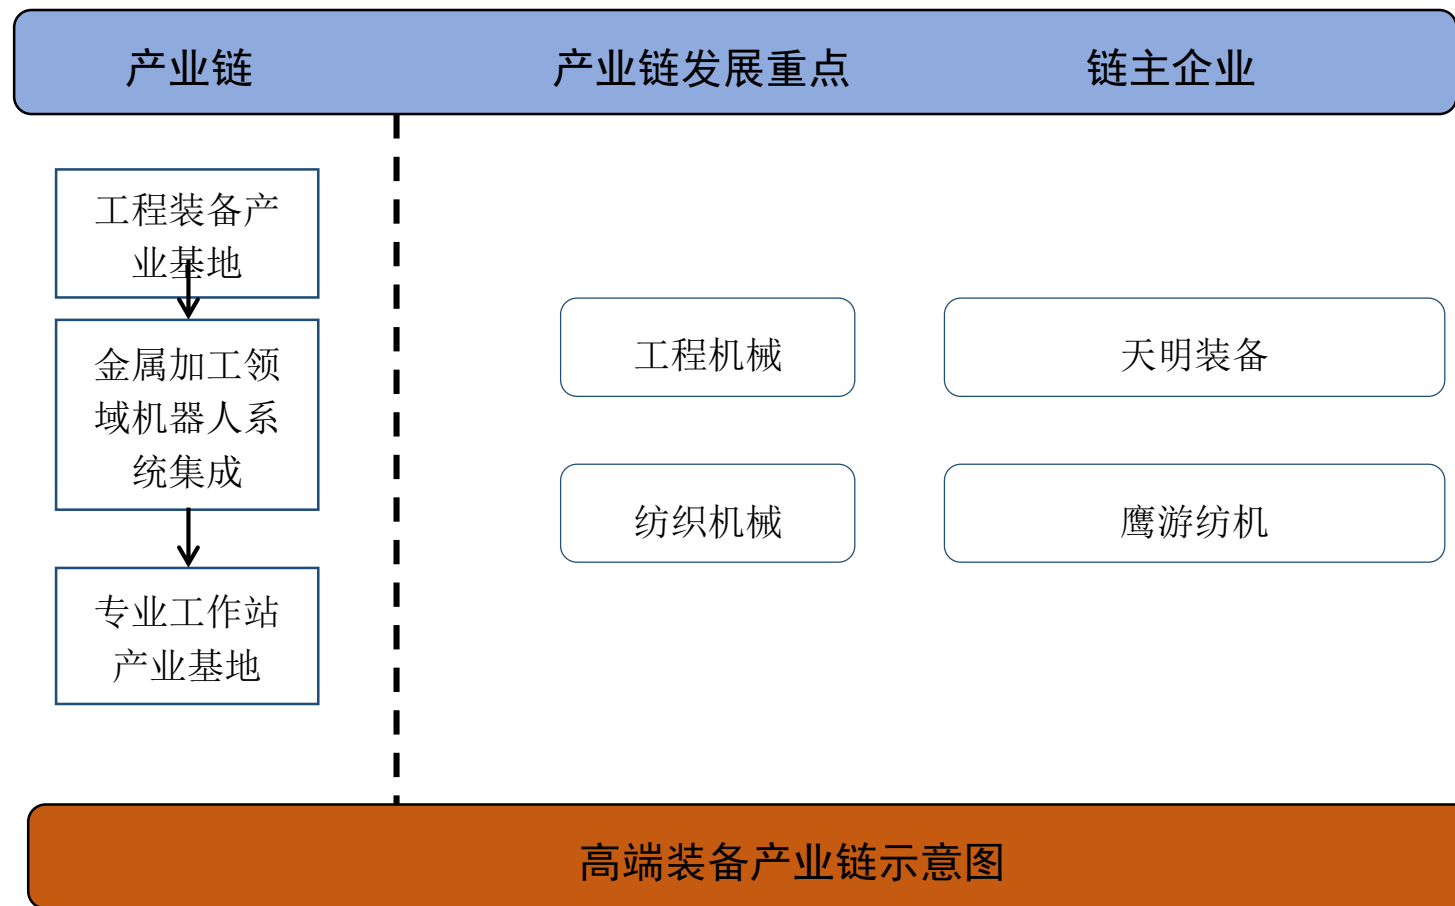 产业链 产业链发展重点 链主企业
工程装备产
业基地
金属加工领
域机器人系
统集成
专业工作站
产业基地
工程机械 天明装备
纺织机械 鹰游纺机
高端装备产业链示意图